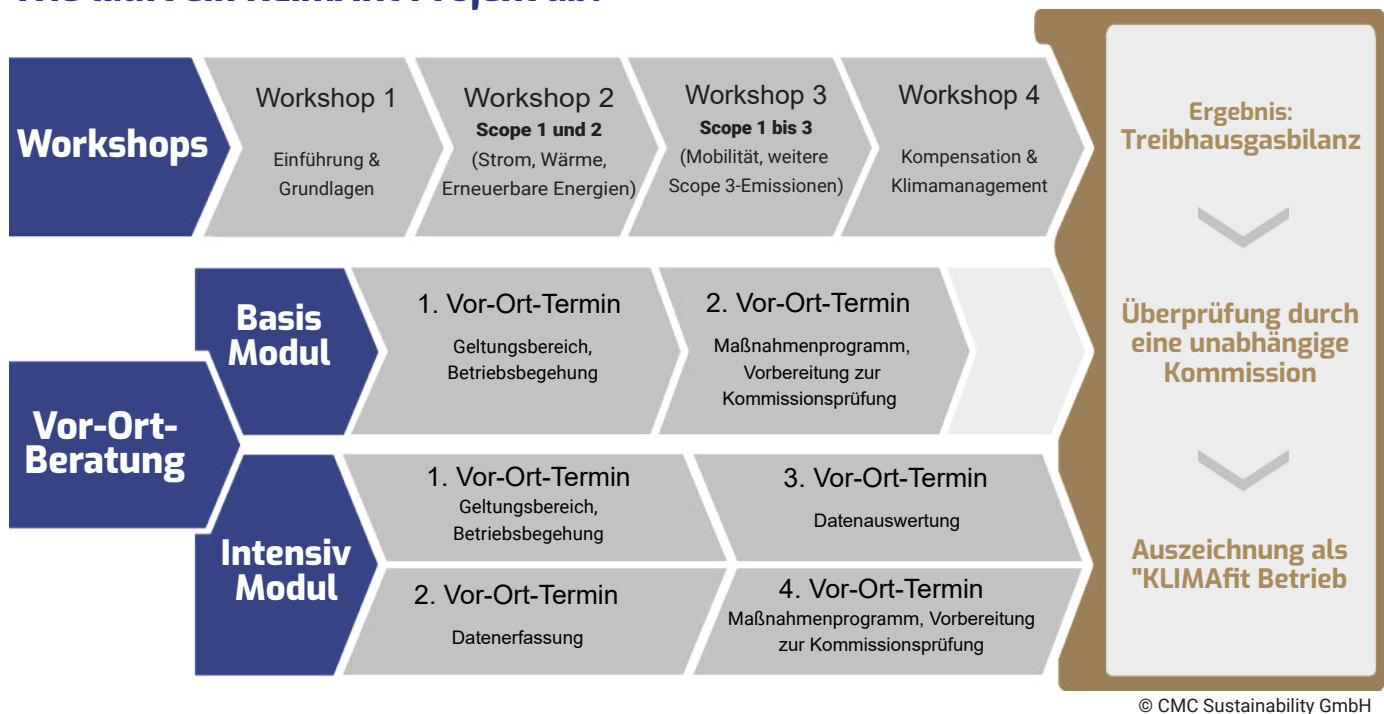 Workshops
Workshop 1
Einführung &
Grundlagen
Workshop 2
Scope 1 und 2
(Strom, Wärme,
Erneuerbare Energien)
Workshop 3
Scope 1 bis 3
(Mobilität, weitere
Scope 3-Emissionen)
Workshop 4
Kompensation &
Klimamanagement
Vor-Ort-
Beratung
Basis
Modul
1. Vor-Ort-Termin
Geltungsbereich,
Betriebsbegehung
2. Vor-Ort-Termin
Maßnahmenprogramm,
Vorbereitung zur
Kommissionsprüfung
Intensiv
Modul
1. Vor-Ort-Termin
Geltungsbereich,
Betriebsbegehung
2. Vor-Ort-Termin
Datenerfassung
3. Vor-Ort-Termin
Datenauswertung
4. Vor-Ort-Termin
Maßnahmenprogramm, Vorbereitung
zur Kommissionsprüfung
Ergebnis:
Treibhausgasbilanz
Überprüfung durch
eine unabhängige
Kommission
Auszeichnung als
"KLIMAfit Betrieb
© CMC Sustainability GmbH